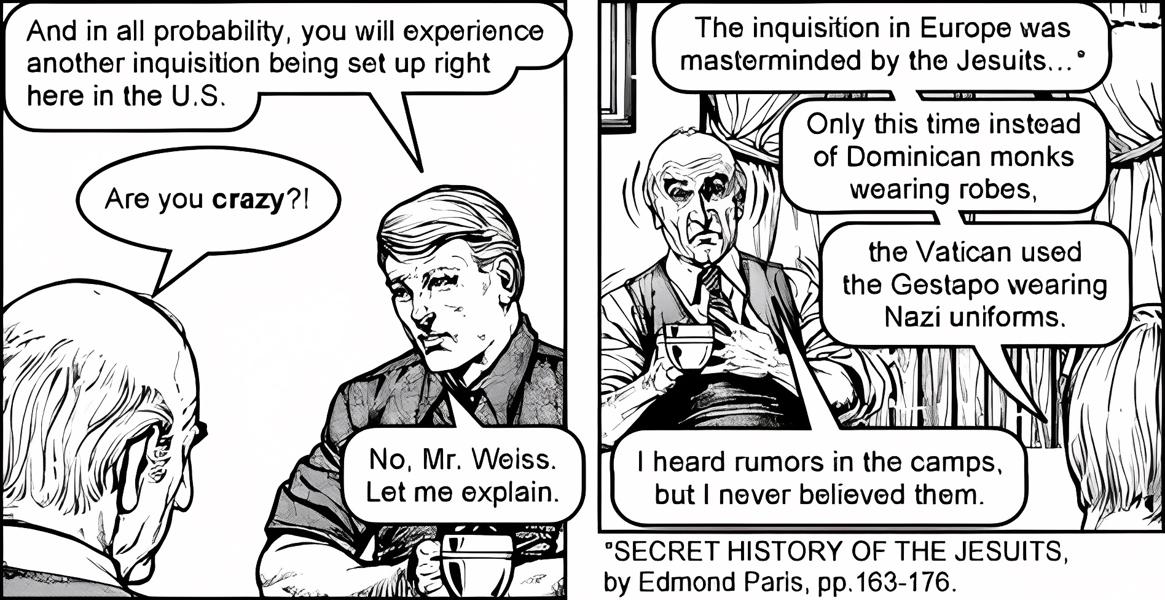 And in all probability, you will experience
another inquisition being set up right
here in the U.S.
Are you crazy?!
No, Mr. Weiss.
Let me explain.
The inquisition in Europe was
masterminded by the Jesuits...*
Only this time instead
of Dominican monks
wearing robes,
the Vatican used
the Gestapo wearing
Nazi uniforms.
I heard rumors in the camps,
but I never believed them.
*SECRET HISTORY OF THE JESUITS,
by Edmond Paris, pp.163-176.